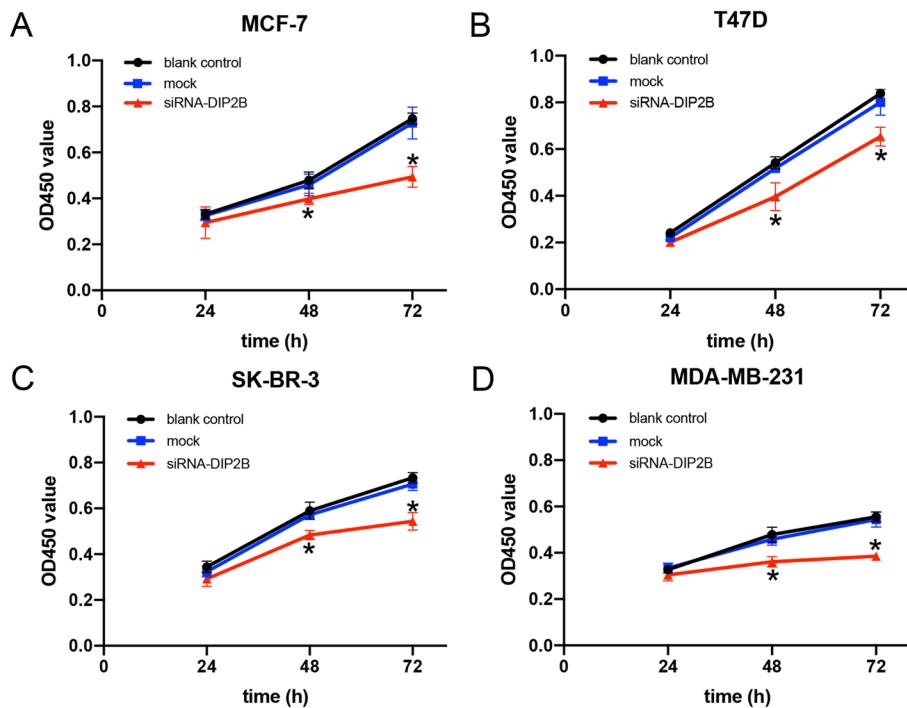 A
MCF-7
OD450 value
1.0
0.8
0.6
0.4
0.2
0.0
blank control
mock
siRNA-DIP2B
*
*
0
24
48
72
time (h)
B
T47D
OD450 value
1.0
0.8
0.6
0.4
0.2
0.0
blank control
mock
siRNA-DIP2B
*
*
0
24
48
72
time (h)
C
SK-BR-3
OD450 value
1.0
0.8
0.6
0.4
0.2
0.0
blank control
mock
siRNA-DIP2B
*
*
0
24
48
72
time (h)
D
MDA-MB-231
OD450 value
1.0
0.8
0.6
0.4
0.2
0.0
blank control
mock
siRNA-DIP2B
*
*
0
24
48
72
time (h)